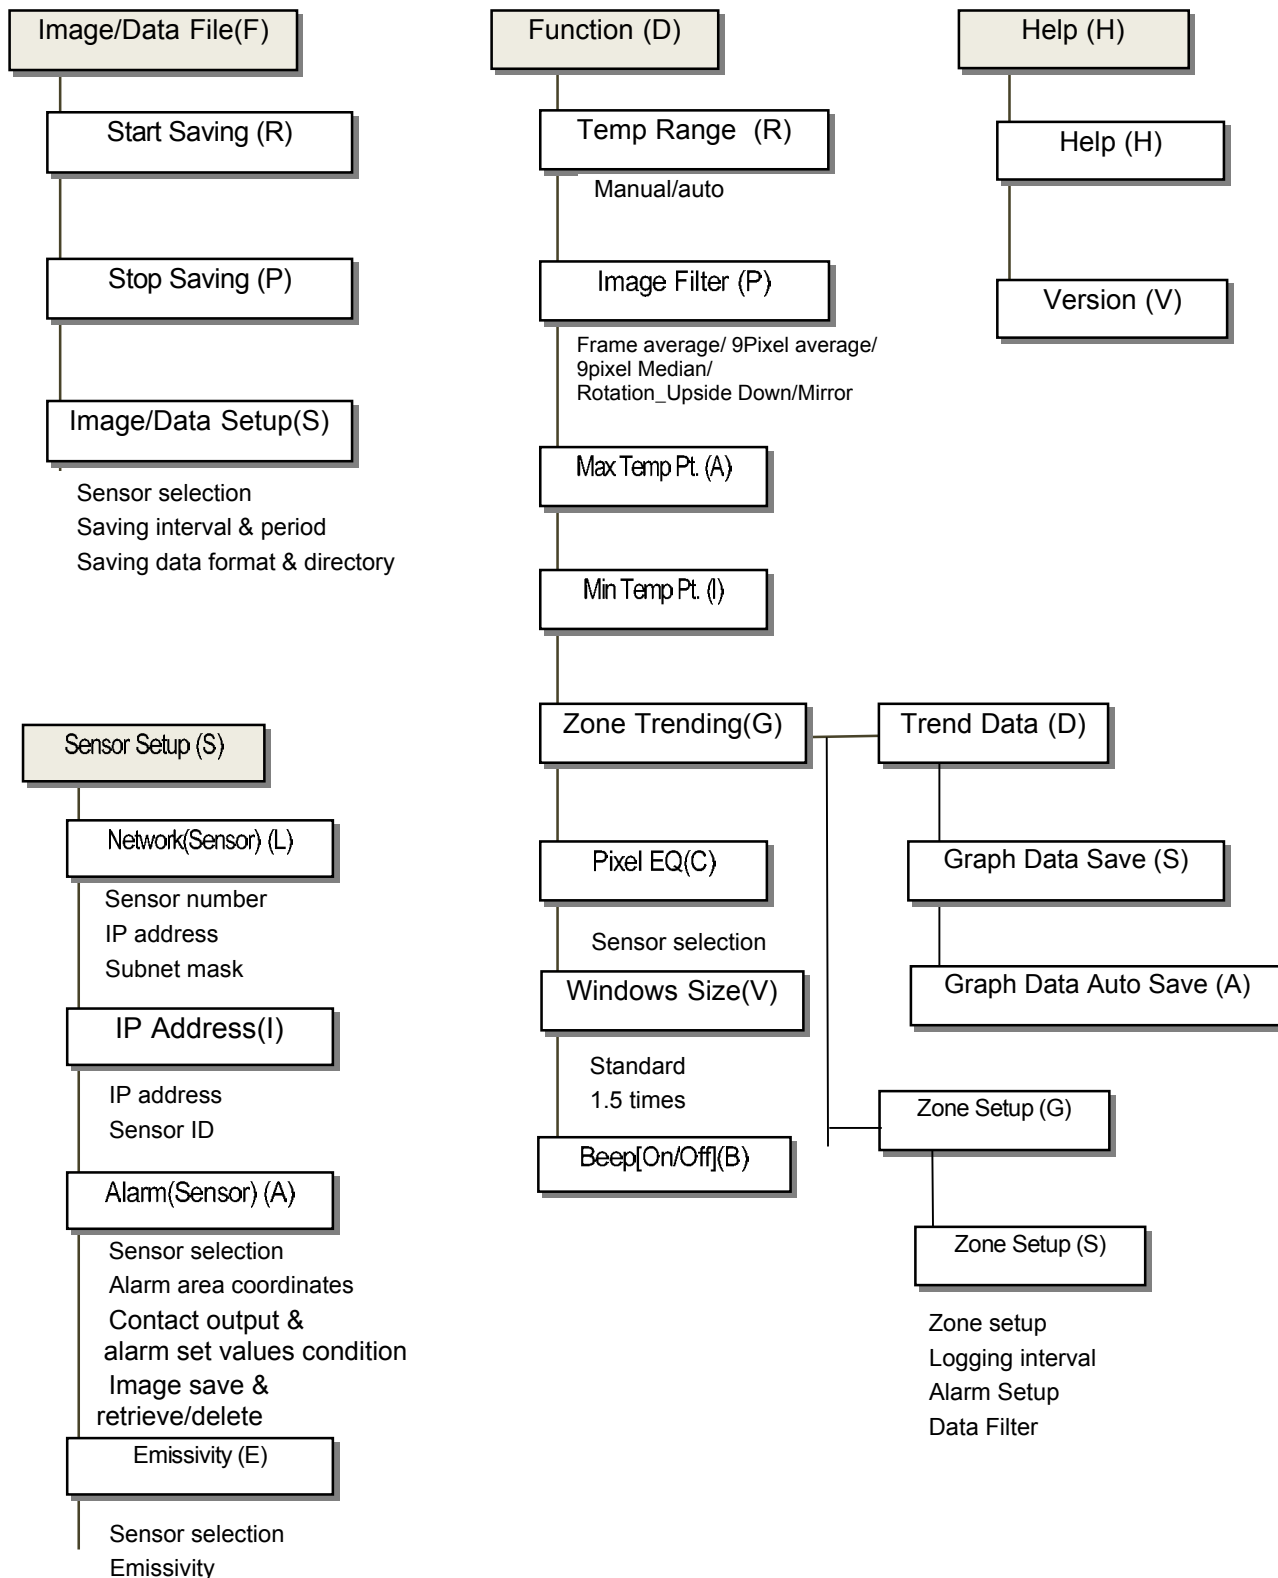 Image/Data File(F)
Start Saving (R)
Stop Saving (P)
Image/Data Setup(S)
Sensor selection
Saving interval & period
Saving data format & directory
Sensor Setup (S)
Network(Sensor) (L)
Sensor number
IP address
Subnet mask
IP Address(I)
IP address
Sensor ID
Alarm(Sensor) (A)
Sensor selection
Alarm area coordinates
Contact output &
alarm set values condition
Image save &
retrieve/delete
Emissivity (E)
Sensor selection
Emissivity
Function (D)
Temp Range (R)
Manual/auto
Image Filter (P)
Frame average/ 9Pixel average/
9pixel Median/
Rotation_Upside Down/Mirror
Max Temp Pt. (A)
Min Temp Pt. (I)
Zone Trending(G)
Pixel EQ(C)
Sensor selection
Windows Size(V)
Standard
1.5 times
Beep[On/Off](B)
Trend Data (D)
Graph Data Save (S)
Graph Data Auto Save (A)
Zone Setup (G)
Zone Setup (S)
Zone setup
Logging interval
Alarm Setup
Data Filter
Help (H)
Help (H)
Version (V)